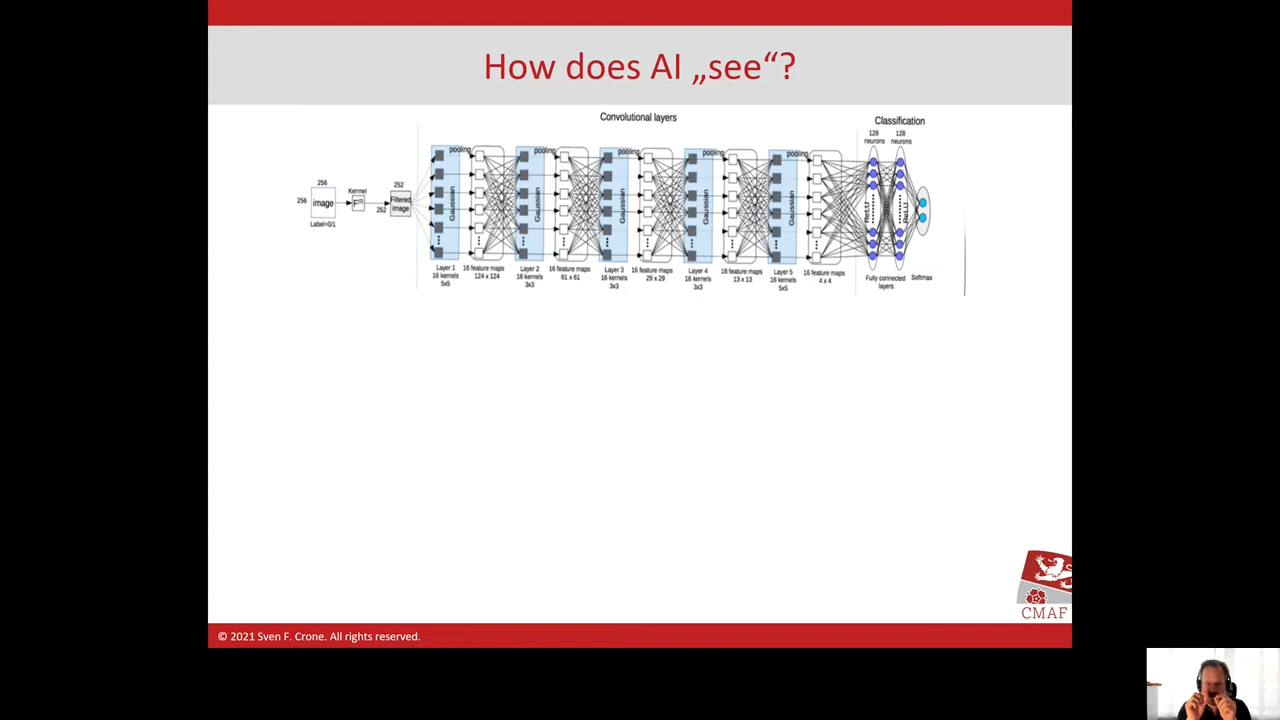 How does AI „see“?
Convolutional layers
Classification
128 neurons
128 neurons
256
256
image
Label=0/1
Kernel
252
252
Filtered image
pooling
pooling
pooling
pooling
pooling
Gaussian
Gaussian
Gaussian
Gaussian
Gaussian
ReLU
ReLU
Layer 1
16 kernels
5x5
16 feature maps
124 x 124
Layer 2
16 kernels
3x3
16 feature maps
61 x 61
Layer 3
16 kernels
3x3
16 feature maps
29 x 29
Layer 4
16 kernels
3x3
16 feature maps
13 x 13
Layer 5
16 kernels
5x5
16 feature maps
4 x 4
Fully connected
layers
Softmax
CMAF
© 2021 Sven F. Crone. All rights reserved.